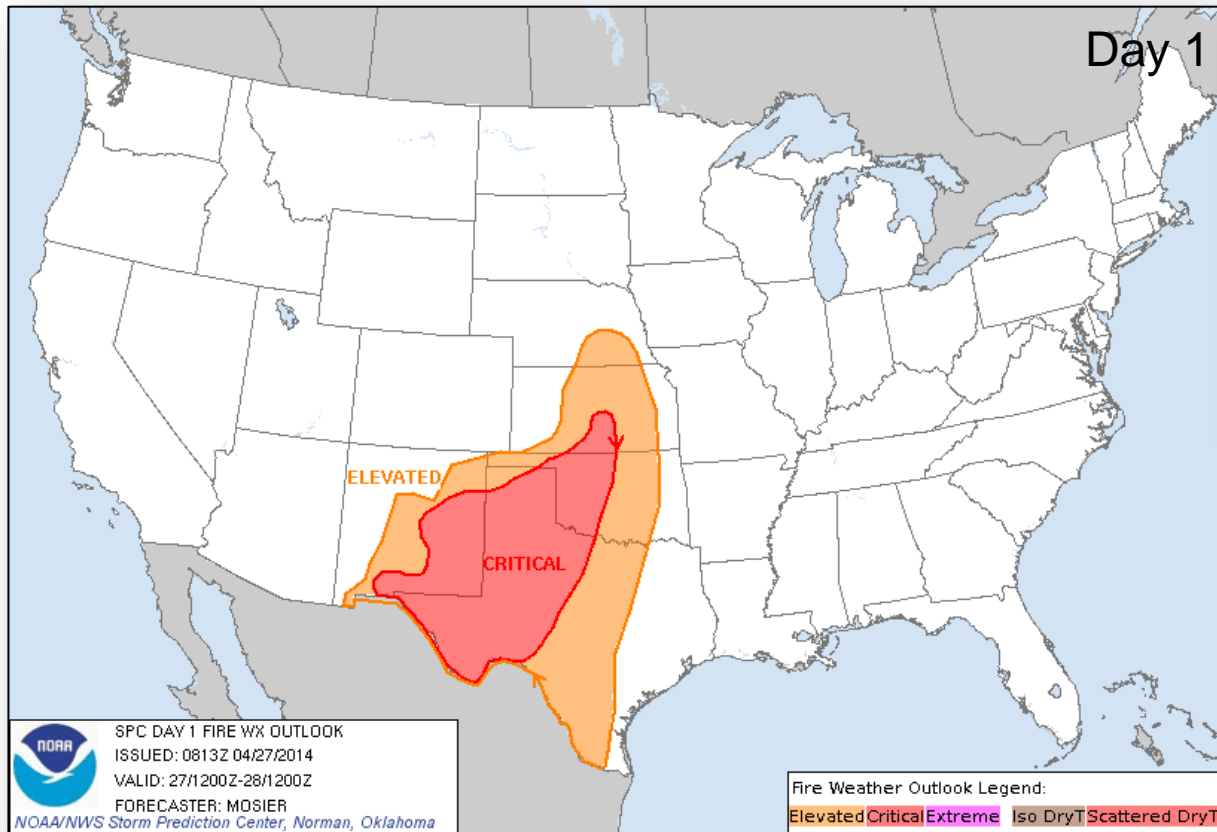 Day 1
ELEVATED
CRITICAL
NOAA
SPC DAY 1 FIRE WX OUTLOOK
ISSUED: 0813Z 04/27/2014
VALID: 27/1200Z-28/1200Z
FORECASTER: MOSIER
NOAA/NWS Storm Prediction Center, Norman, Oklahoma
Fire Weather Outlook Legend:
Elevated Critical Extreme Iso DryT Scattered DryT